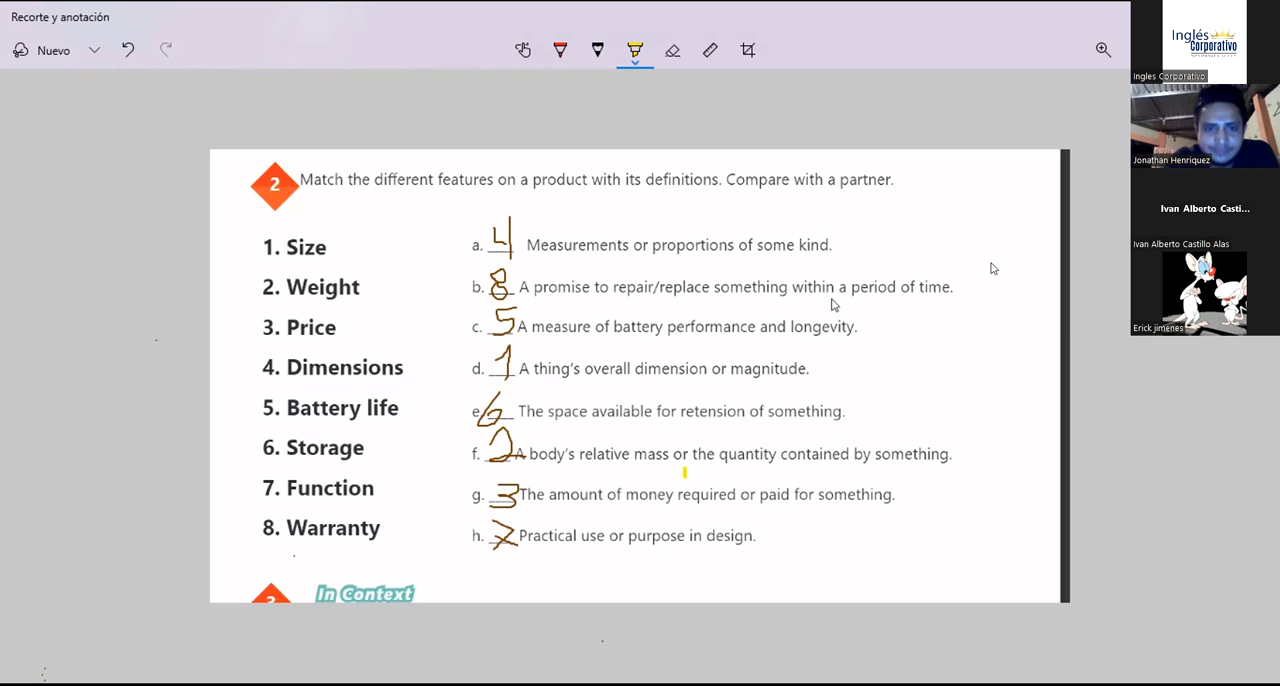 Recorte y anotación
Nuevo
Inglés
Corporativo
Ingles Corporativo
Jonathan Henriquez
Ivan Alberto Casti...
Ivan Alberto Castillo Alas
Erick jimenes
2 Match the different features on a product with its definitions. Compare with a partner.
1. Size
2. Weight
3. Price
4. Dimensions
5. Battery life
6. Storage
7. Function
8. Warranty
a. 4 Measurements or proportions of some kind.
b. 8 A promise to repair/replace something within a period of time.
c. 5 A measure of battery performance and longevity.
d. 1 A thing's overall dimension or magnitude.
e. 6 The space available for retension of something.
f. 2 A body's relative mass or the quantity contained by something.
g. 3 The amount of money required or paid for something.
h. 7 Practical use or purpose in design.
3 In Context